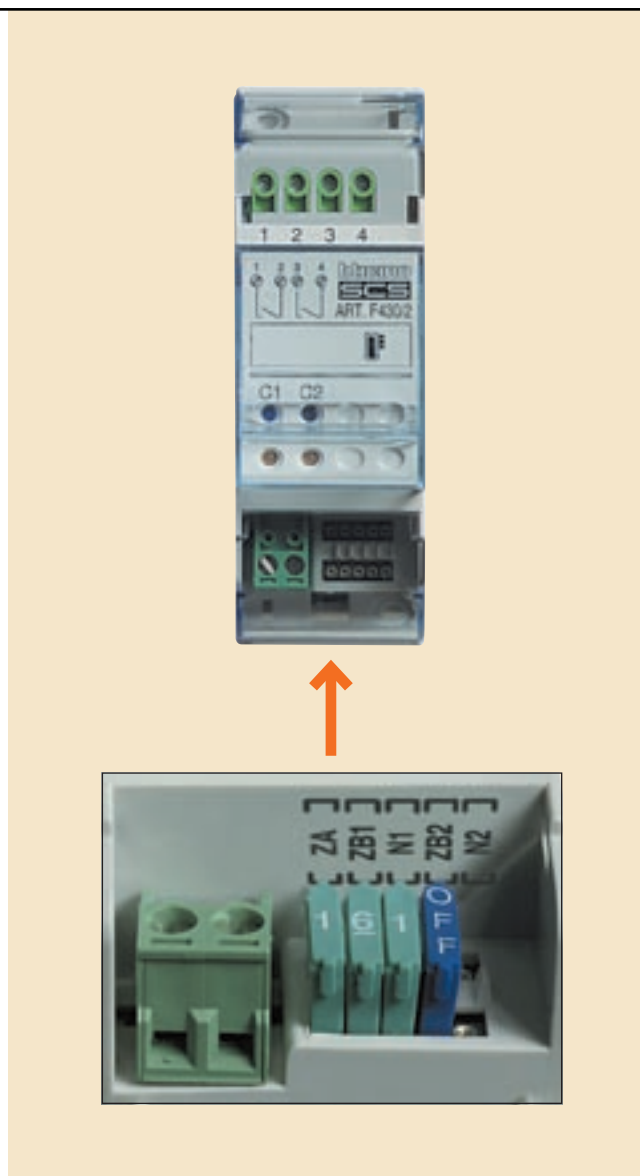 1 2 3 4
1 2 3 4
bticino
SCS
ART. F430/2
C1 C2
ZA ZB1 N1 ZB2 N2
1 6 1 OFF